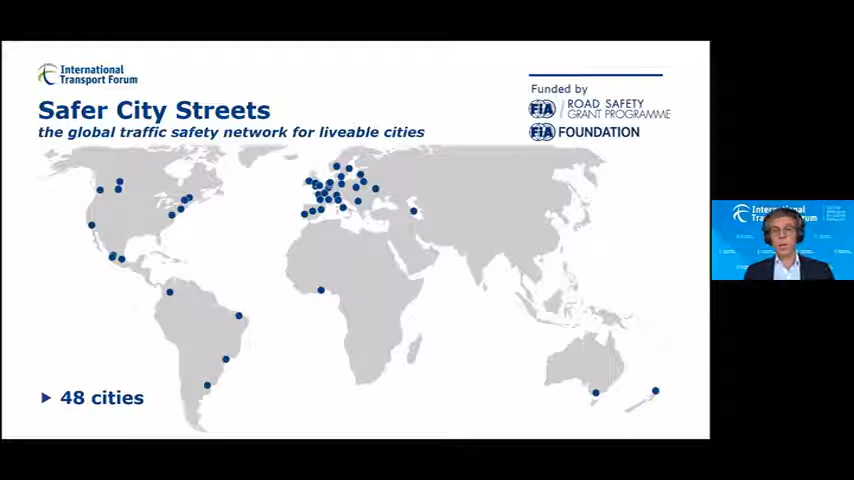 International
Transport Forum
Safer City Streets
the global traffic safety network for liveable cities
Funded by
FIA ROAD SAFETY
GRANT PROGRAMME
FIA FOUNDATION
48 cities
International
Transport Forum